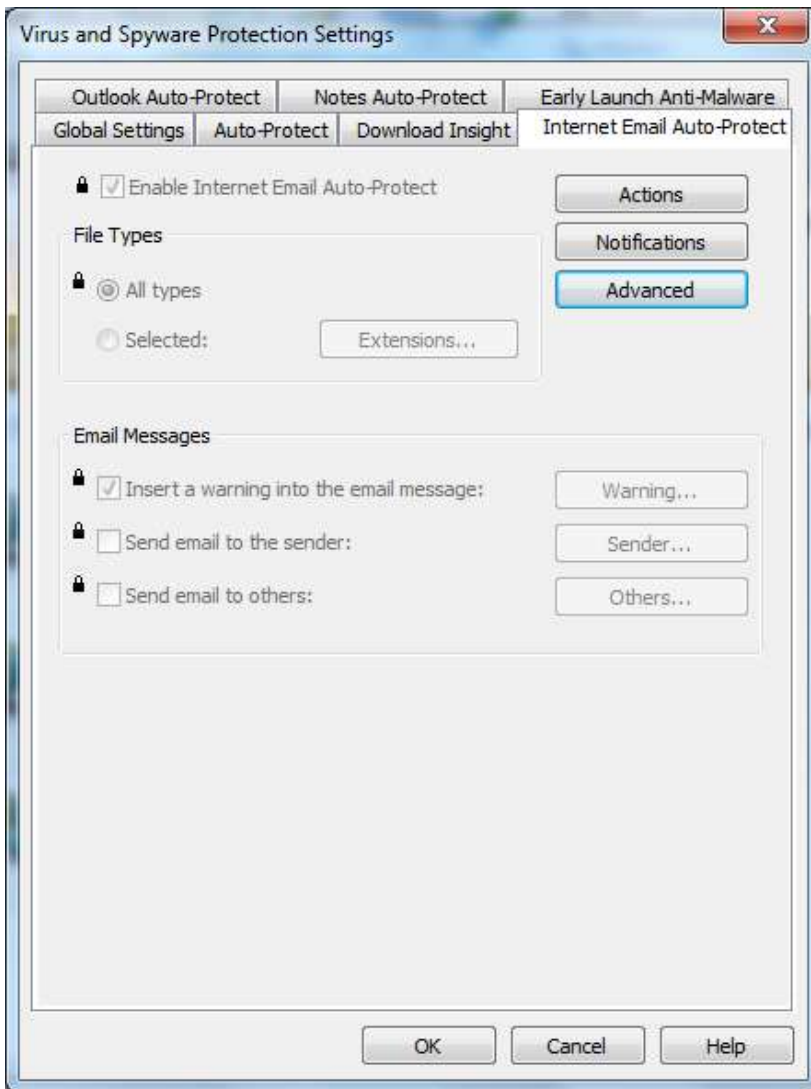 Virus and Spyware Protection Settings
Outlook Auto-Protect Notes Auto-Protect Early Launch Anti-Malware
Global Settings Auto-Protect Download Insight Internet Email Auto-Protect
Enable Internet Email Auto-Protect
Actions
File Types
Notifications
All types
Advanced
Selected: Extensions...
Email Messages
Insert a warning into the email message: Warning...
Send email to the sender: Sender...
Send email to others: Others...
OK Cancel Help